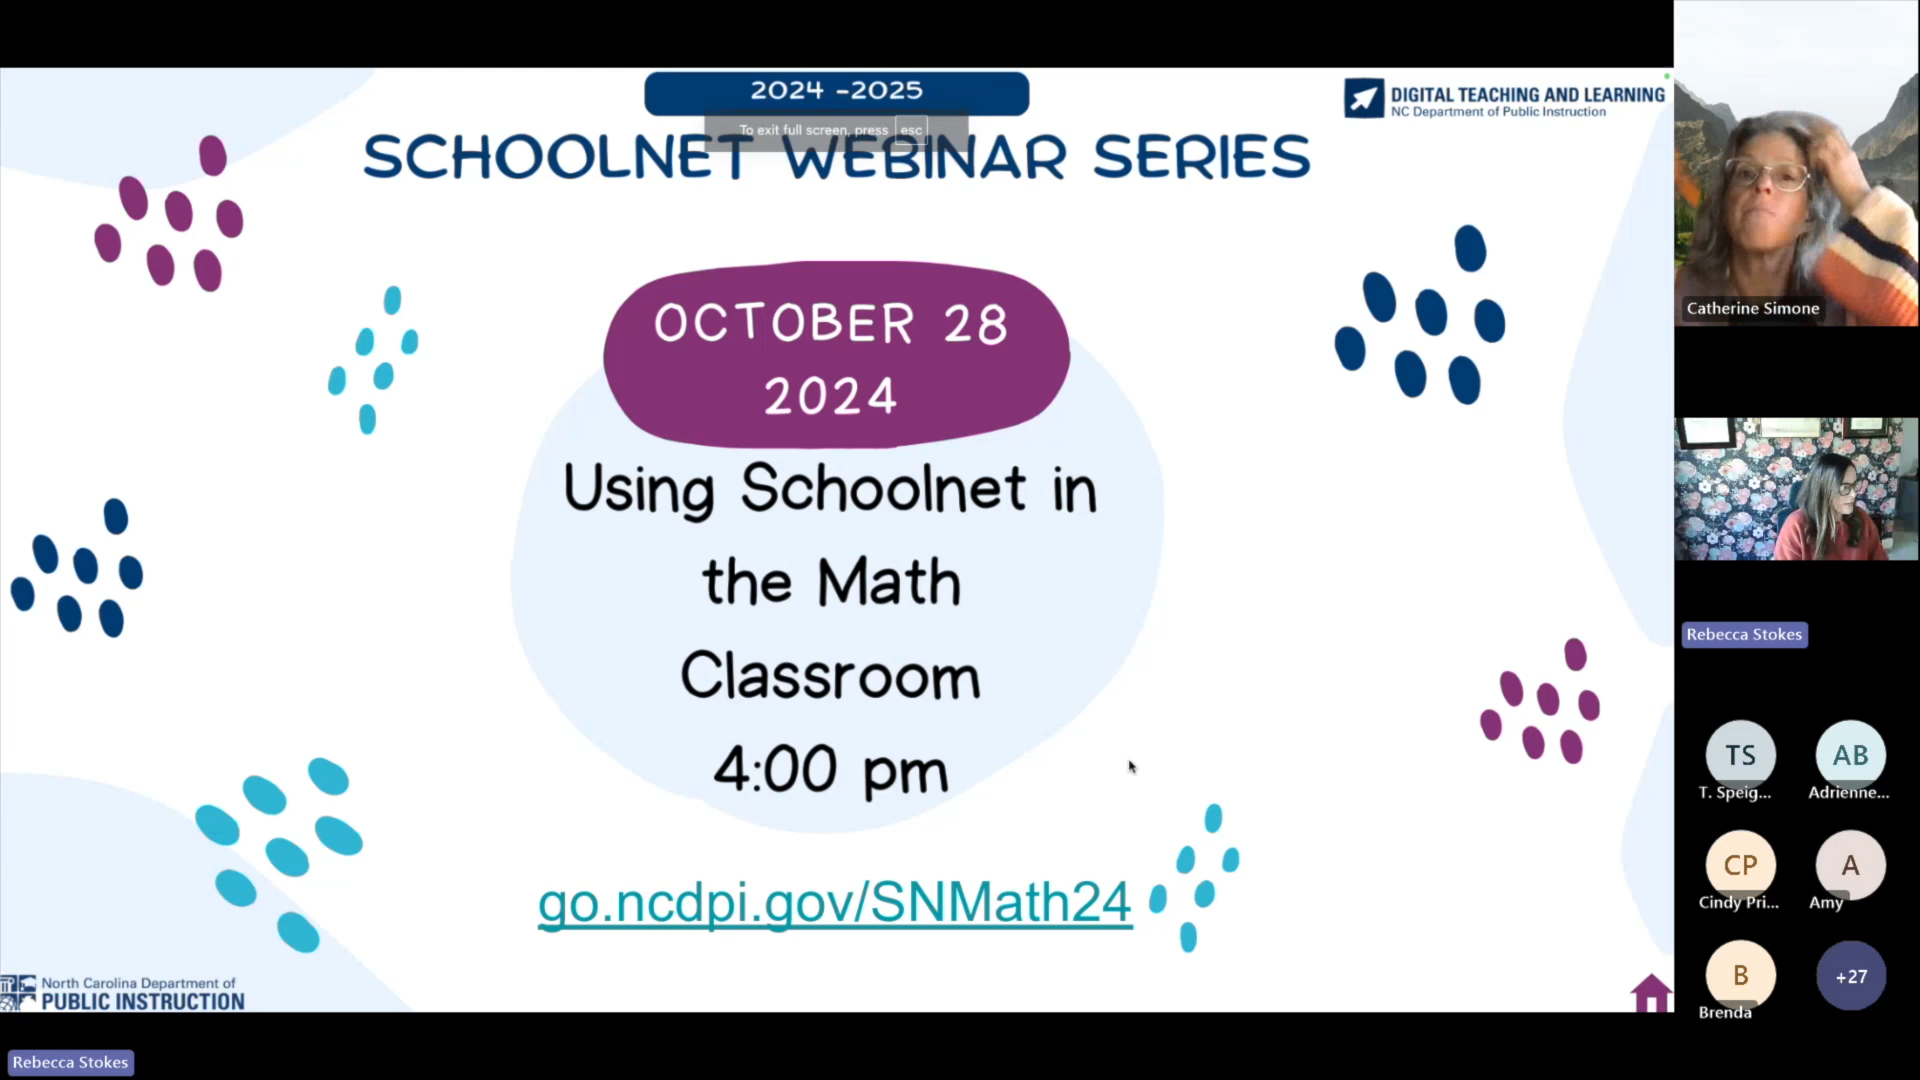 2024 -2025
DIGITAL TEACHING AND LEARNING
NC Department of Public Instruction
To exit full screen, press esc
SCHOOLNET WEBINAR SERIES
OCTOBER 28
2024
Using Schoolnet in
the Math
Classroom
4:00 pm
go.ncdpi.gov/SNMath24
North Carolina Department of
PUBLIC INSTRUCTION
Rebecca Stokes
Catherine Simone
Rebecca Stokes
TS
T. Speig...
AB
Adrienne...
CP
Cindy Pri...
A
Amy
B
Brenda
+27